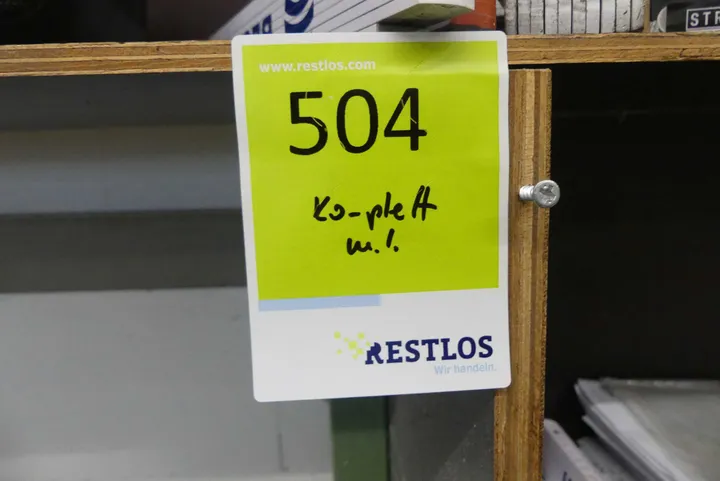 STR
www.restlos.com
504
Komplett
m. I.
RESTLOS
Wir handeln.